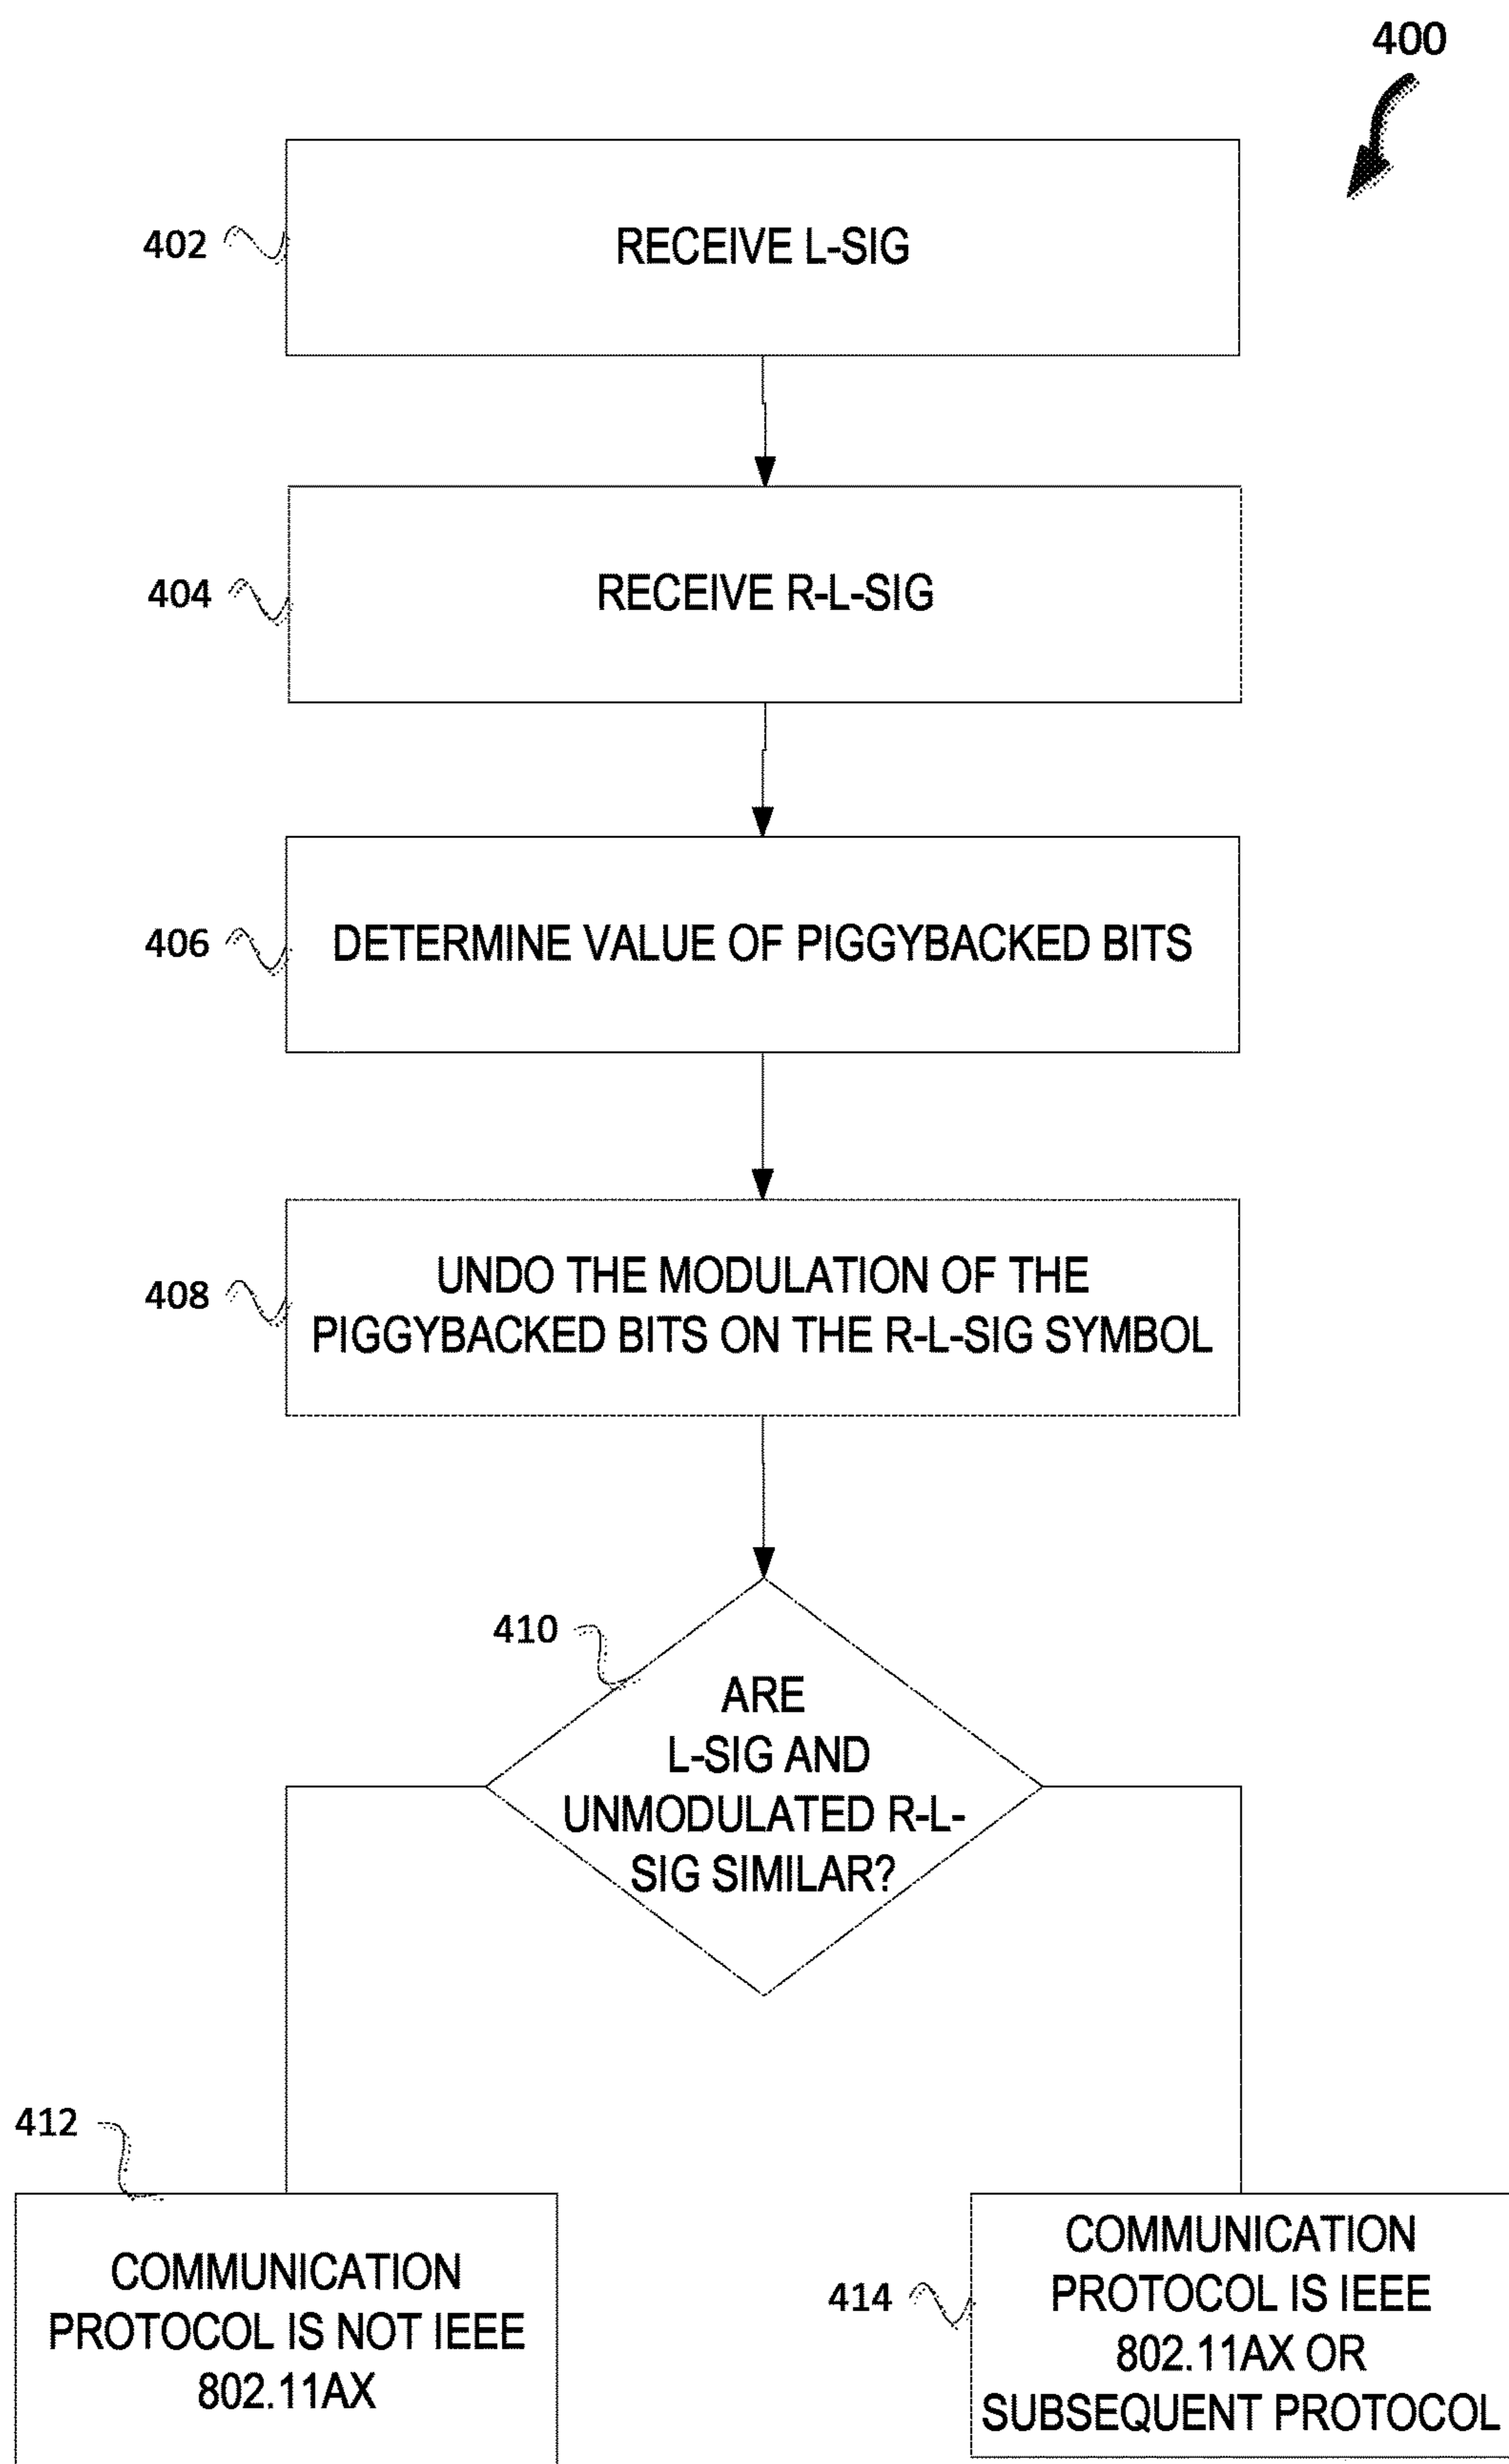 400
402
RECEIVE L-SIG
404
RECEIVE R-L-SIG
406
DETERMINE VALUE OF PIGGYBACKED BITS
408
UNDO THE MODULATION OF THE
PIGGYBACKED BITS ON THE R-L-SIG SYMBOL
410
ARE
L-SIG AND
UNMODULATED R-L-
SIG SIMILAR?
412
COMMUNICATION
PROTOCOL IS NOT IEEE
802.11AX
414
COMMUNICATION
PROTOCOL IS IEEE
802.11AX OR
SUBSEQUENT PROTOCOL